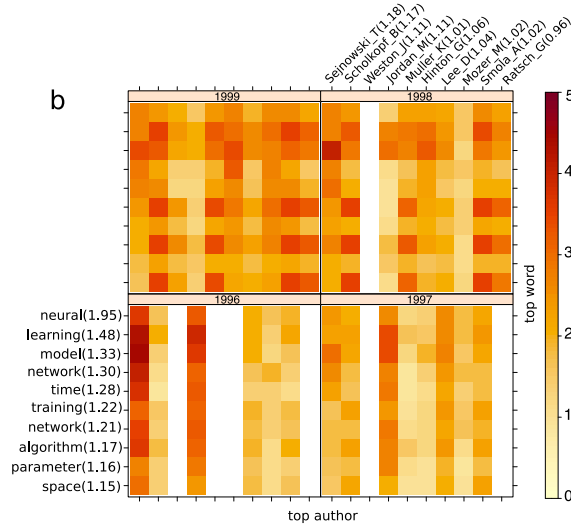 Sejnowski_T(1.18)
Scholkopf_B(1.17)
Weston_J(1.11)
Jordan_M(1.11)
Muller_K(1.01)
Hinton_G(1.06)
Lee_D(1.04)
Mozer_M(1.02)
Smola_A(1.02)
Ratsch_G(0.96)
b
1999
1998
5
4
3
2
1
0
top word
1996
1997
neural(1.95)
learning(1.48)
model(1.33)
network(1.30)
time(1.28)
training(1.22)
network(1.21)
algorithm(1.17)
parameter(1.16)
space(1.15)
top author